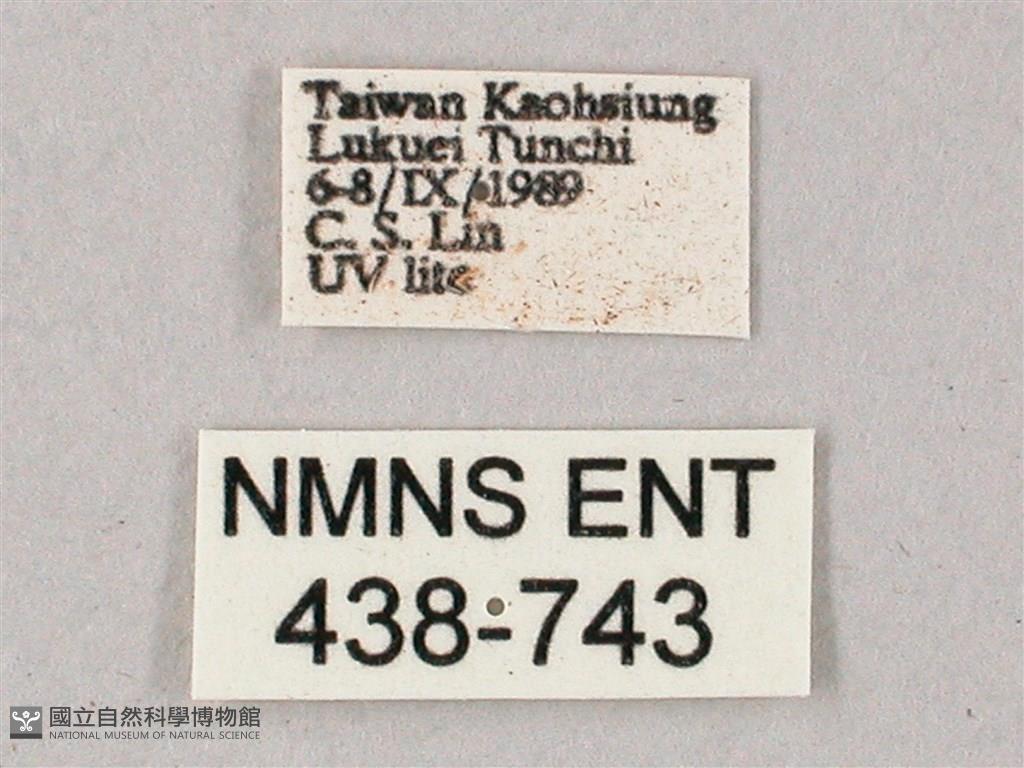 Taiwan Kaohsiung
Lukuei Tunchi
6-8/IX/1989
C. S. Lin
UV lite
NMNS ENT
438-743
國立自然科學博物館
NATIONAL MUSEUM OF NATURAL SCIENCE